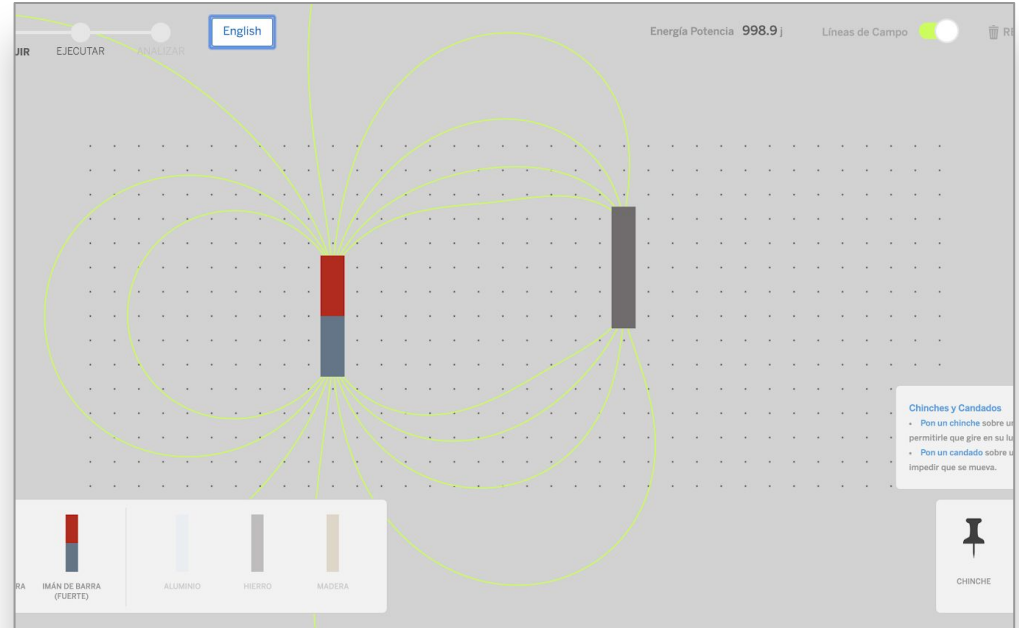 UIR
EJECUTAR
ANALIZAR
English
Energía Potencia 998.9 j
Líneas de Campo
RE
Chinches y Candados
• Pon un chinche sobre un
permitirle que gire en su lu
• Pon un candado sobre u
impedir que se mueva.
RA
IMÁN DE BARRA
(FUERTE)
ALUMINIO
HIERRO
MADERA
CHINCHE